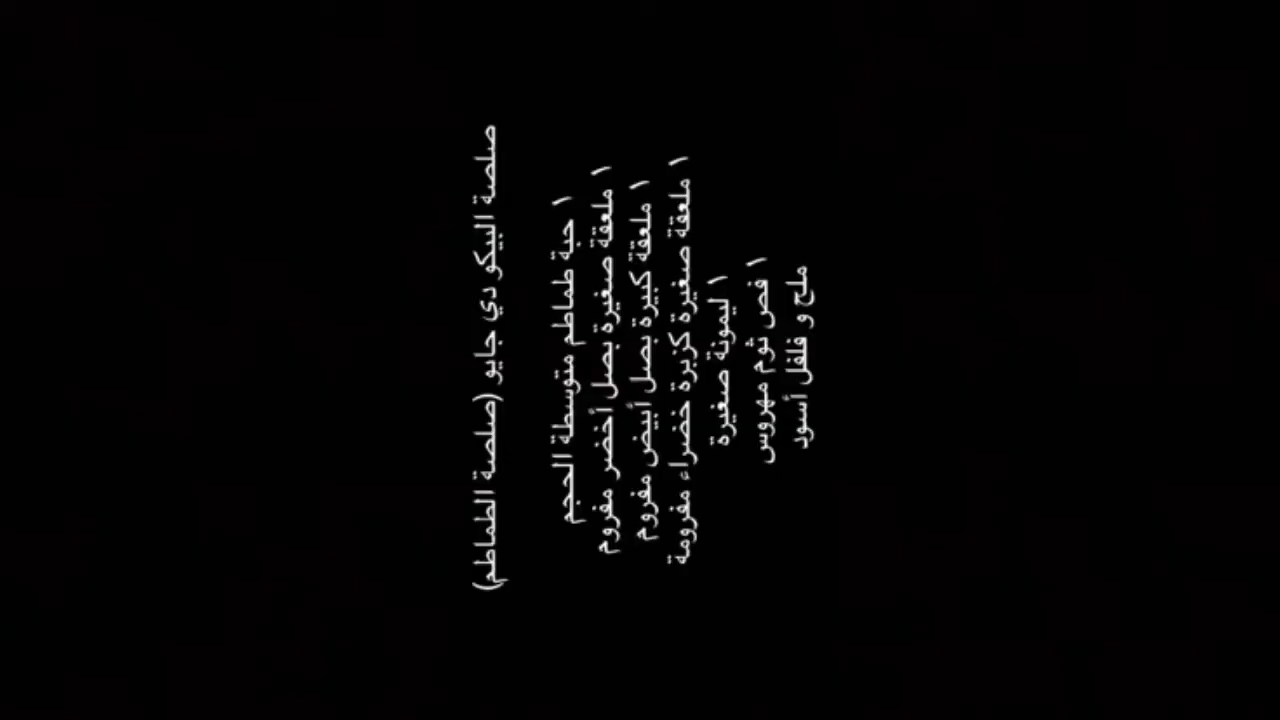 صلصة البيكو دي جايو (صلصة الطماطم)
١ حبة طماطم متوسطة الحجم
١ ملعقة صغيرة بصل أخضر مفروم
١ ملعقة كبيرة بصل أبيض مفروم
١ ملعقة صغيرة كزبرة خضراء مفرومة
١ ليمونة صغيرة
١ فص ثوم مهروس
ملح و فلفل أسود